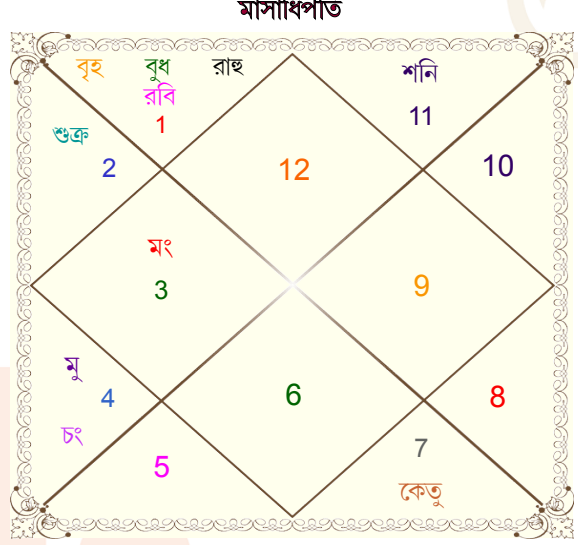 মাসাধিপতি
বৃহ বুধ রাহু শনি
রবি
1 11
শুক্র
2 12 10
মং
3 9
মু
4 6 8
চং
5 7
কেতু